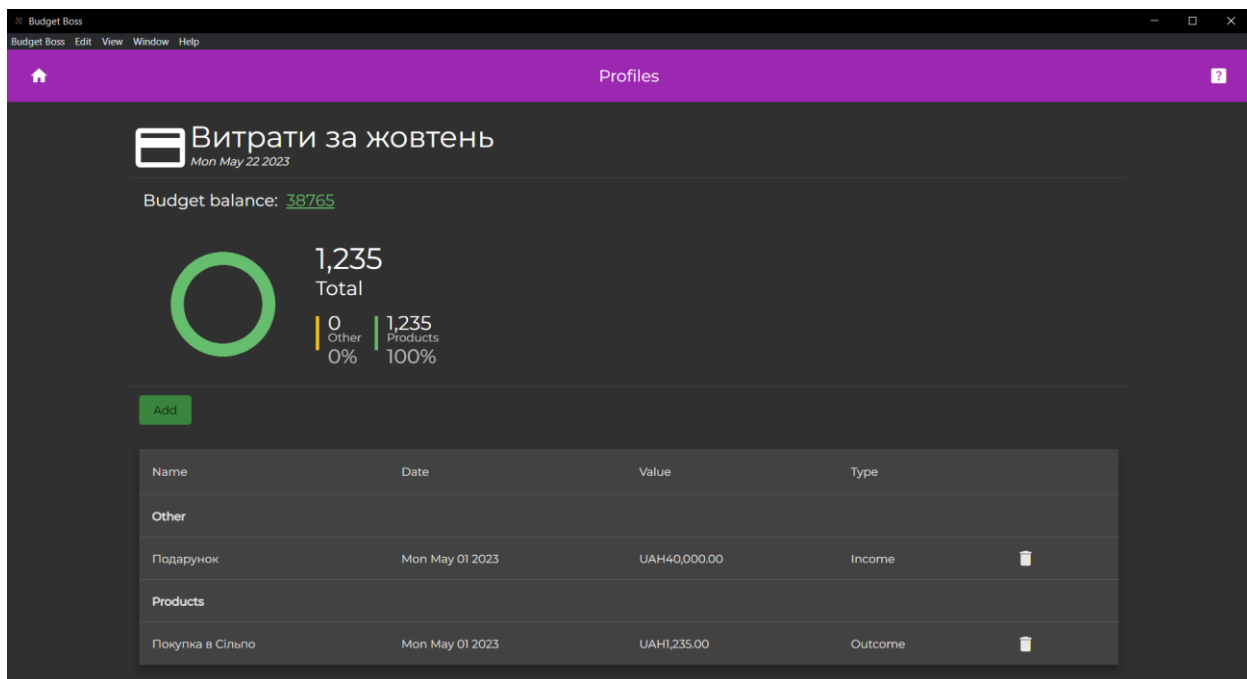 Budget Boss
Budget Boss Edit View Window Help
Profiles ?
Витрати за жовтень
Mon May 22 2023
Budget balance: 38765
1,235
Total
0 1,235
Other Products
0% 100%
Add
Name Date Value Type
Other
Подарунок Mon May 01 2023 UAH40,000.00 Income
Products
Покупка в Сільпо Mon May 01 2023 UAH1,235.00 Outcome